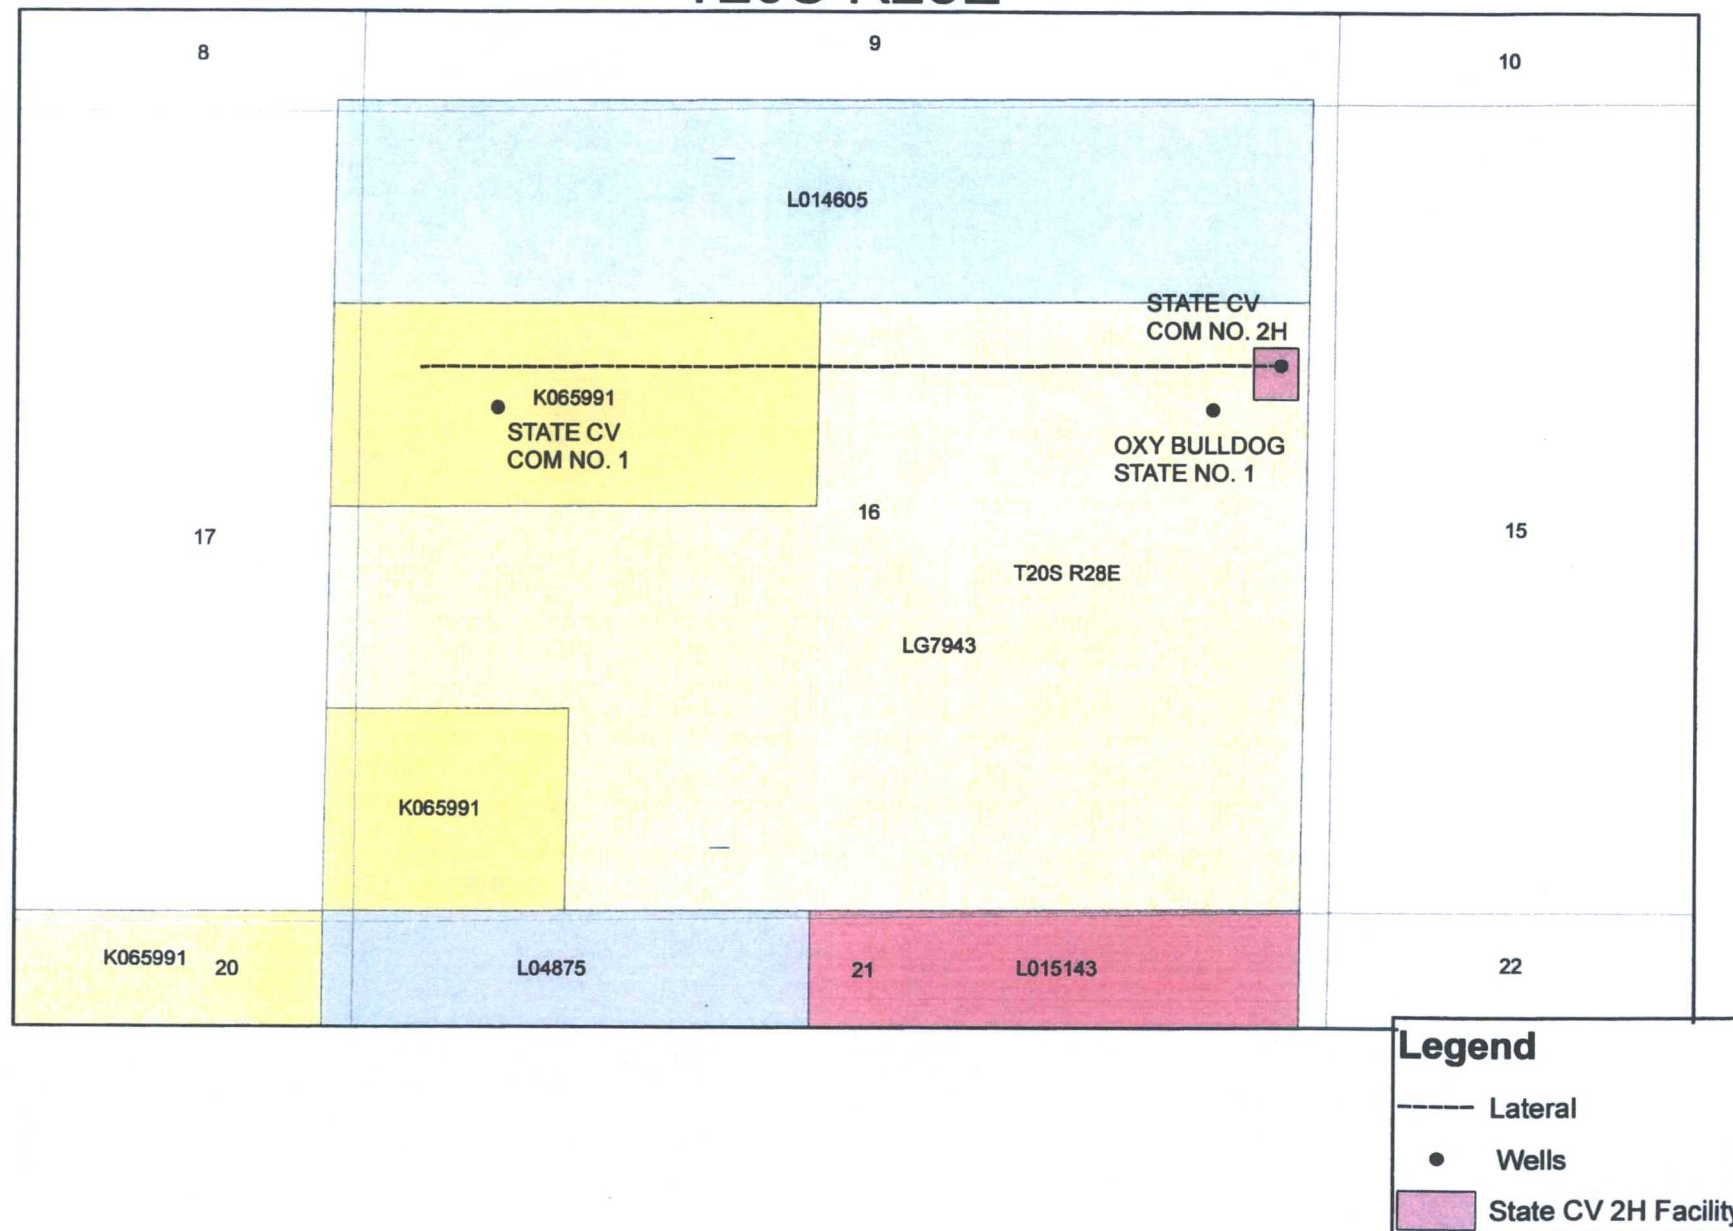 8
9
10
L014605
STATE CV
COM NO. 2H
K065991
STATE CV
COM NO. 1
OXY BULLDOG
STATE NO. 1
16
17
15
T20S R28E
LG7943
K065991
K065991 20
L04875
21
L015143
22
Legend
Lateral
Wells
State CV 2H Facility